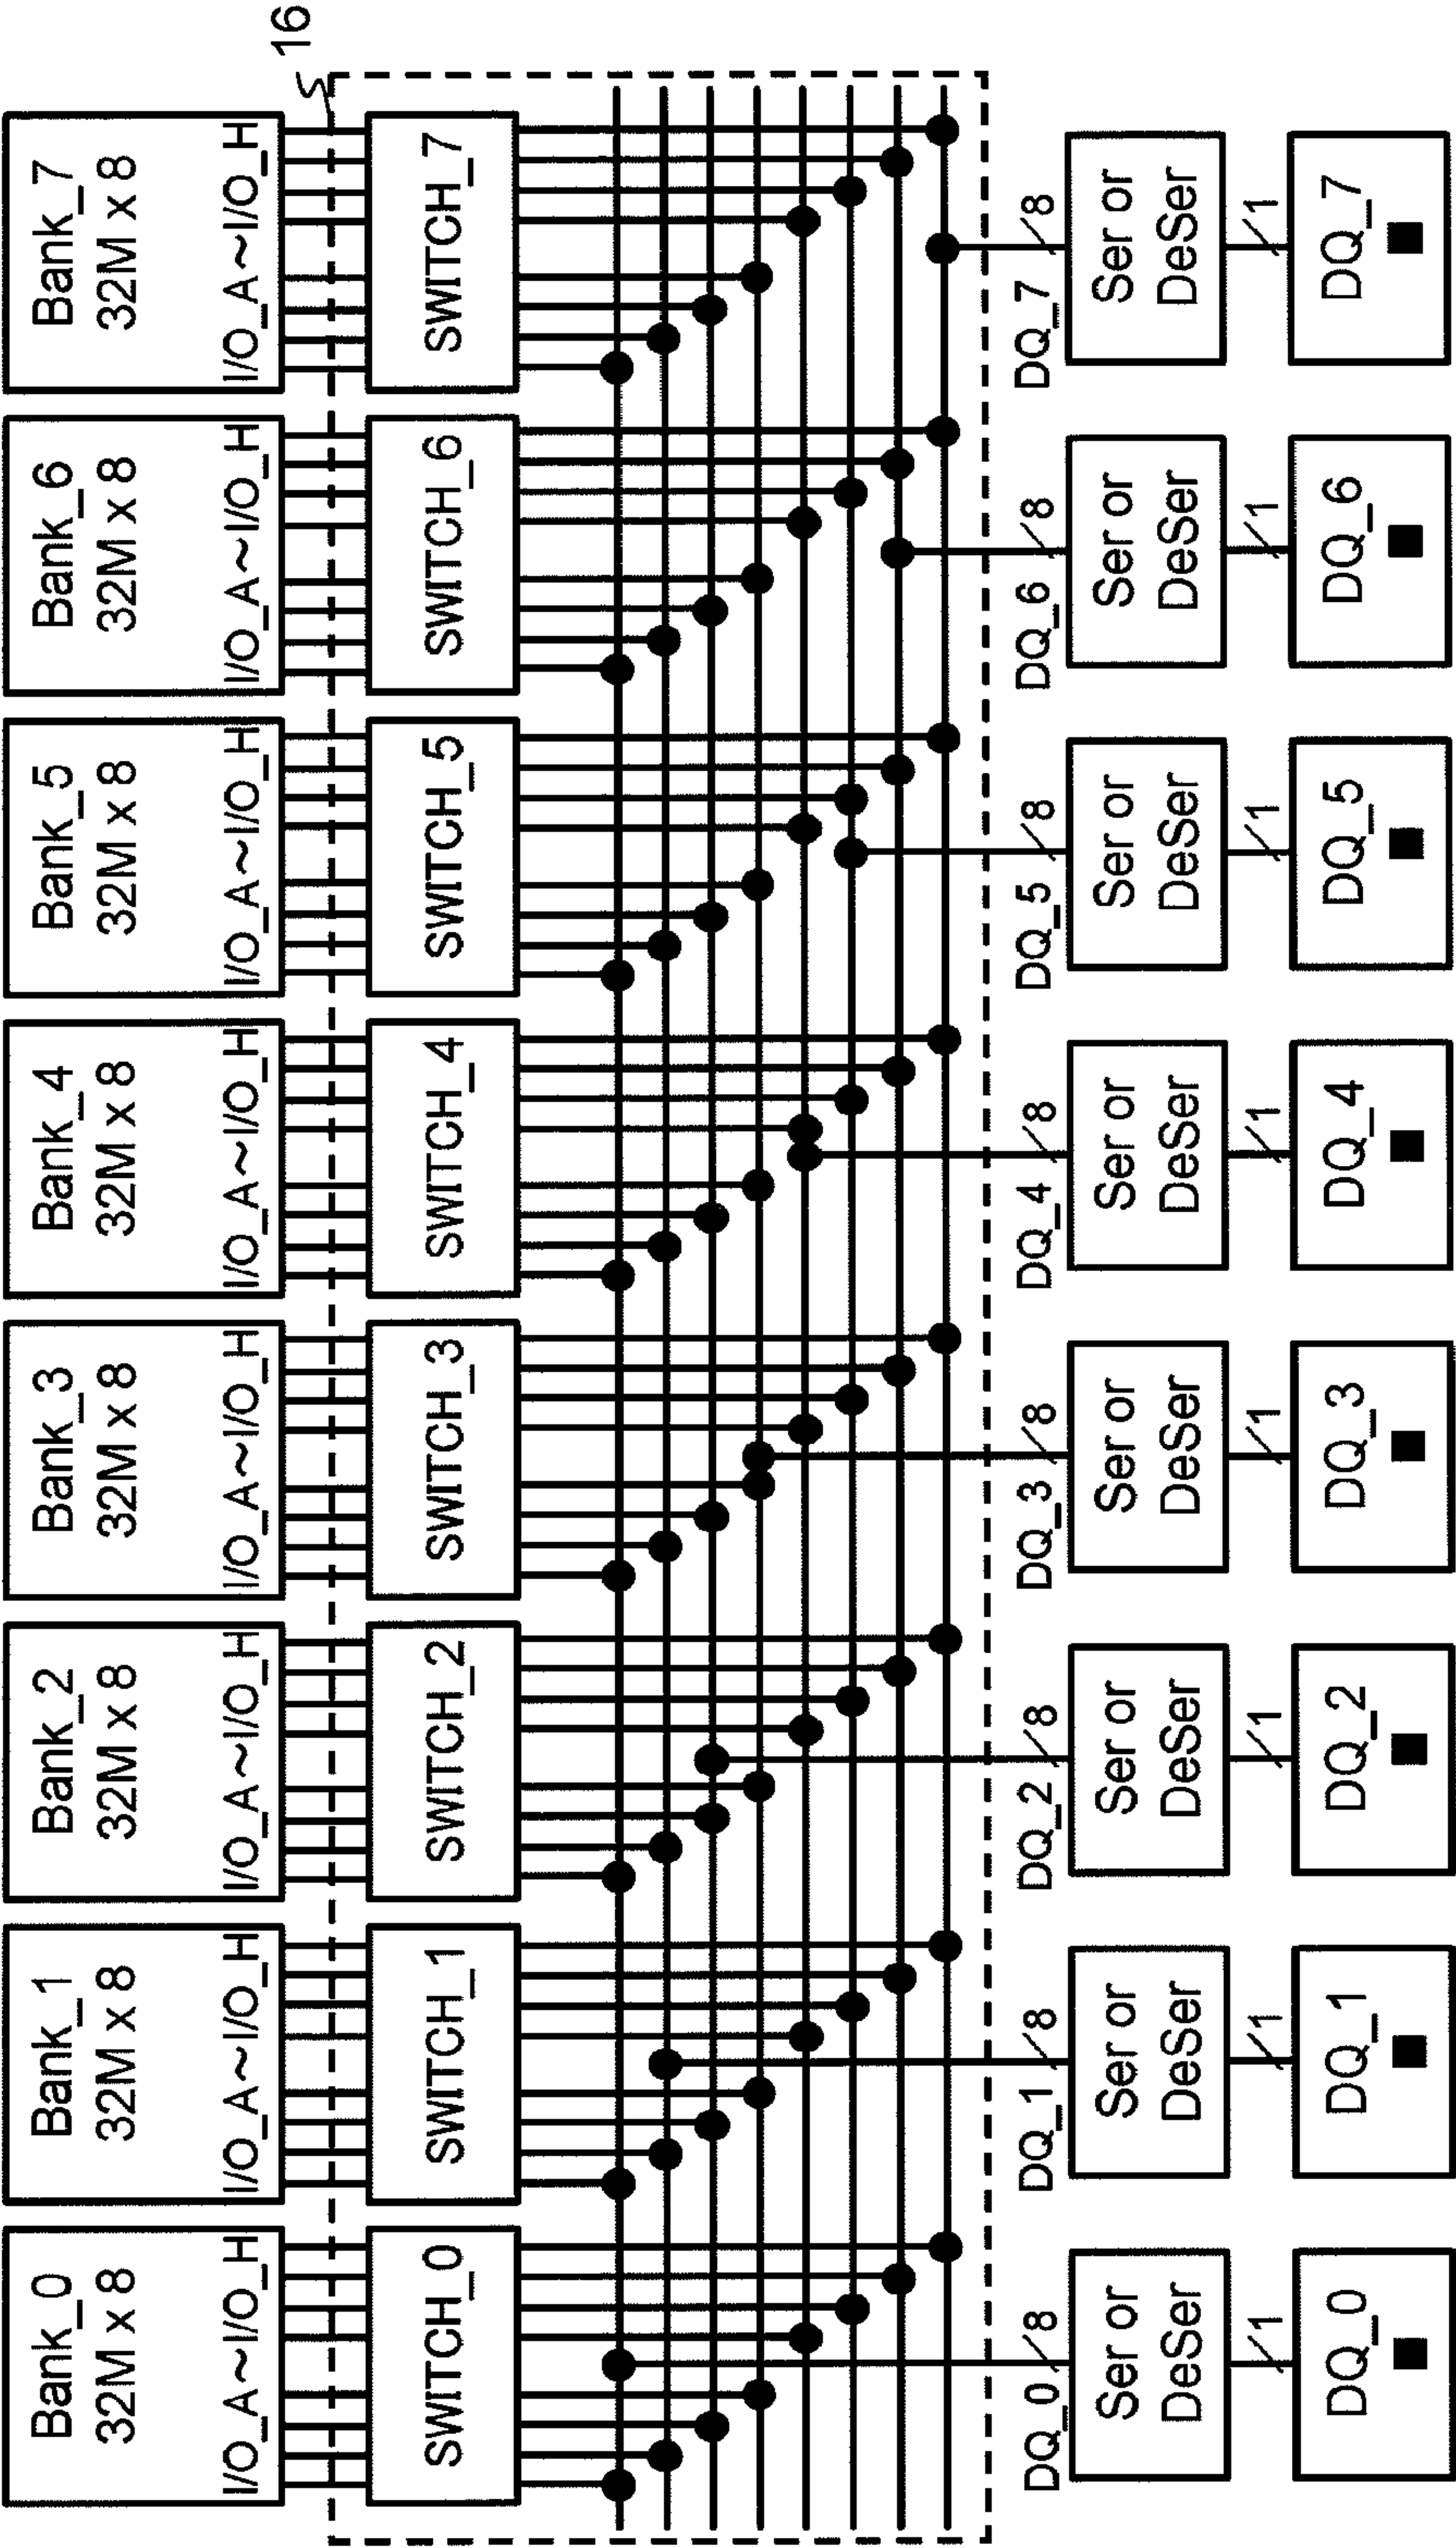 16
Bank_0
32M x 8
I/O_A~I/O_H
Bank_1
32M x 8
I/O_A~I/O_H
Bank_2
32M x 8
I/O_A~I/O_H
Bank_3
32M x 8
I/O_A~I/O_H
Bank_4
32M x 8
I/O_A~I/O_H
Bank_5
32M x 8
I/O_A~I/O_H
Bank_6
32M x 8
I/O_A~I/O_H
Bank_7
32M x 8
I/O_A~I/O_H
SWITCH_0
SWITCH_1
SWITCH_2
SWITCH_3
SWITCH_4
SWITCH_5
SWITCH_6
SWITCH_7
DQ_0
8
DQ_1
8
DQ_2
8
DQ_3
8
DQ_4
8
DQ_5
8
DQ_6
8
DQ_7
8
Ser or
DeSer
Ser or
DeSer
Ser or
DeSer
Ser or
DeSer
Ser or
DeSer
Ser or
DeSer
Ser or
DeSer
Ser or
DeSer
1
1
1
1
1
1
1
1
DQ_0
DQ_1
DQ_2
DQ_3
DQ_4
DQ_5
DQ_6
DQ_7